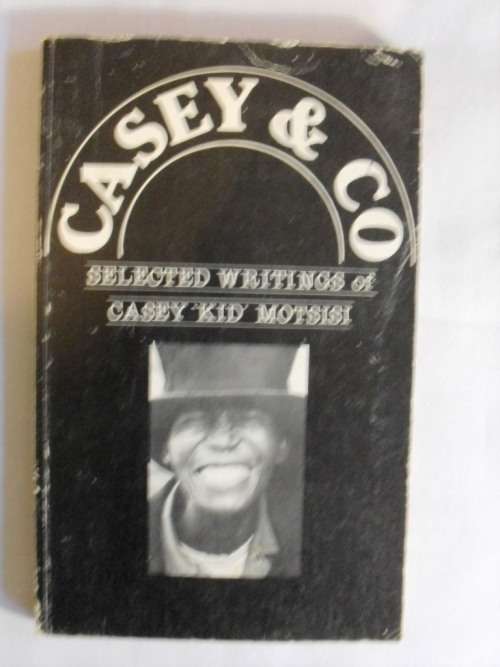 CASEY & CO
SELECTED WRITINGS of
CASEY 'KID' MOTSISI